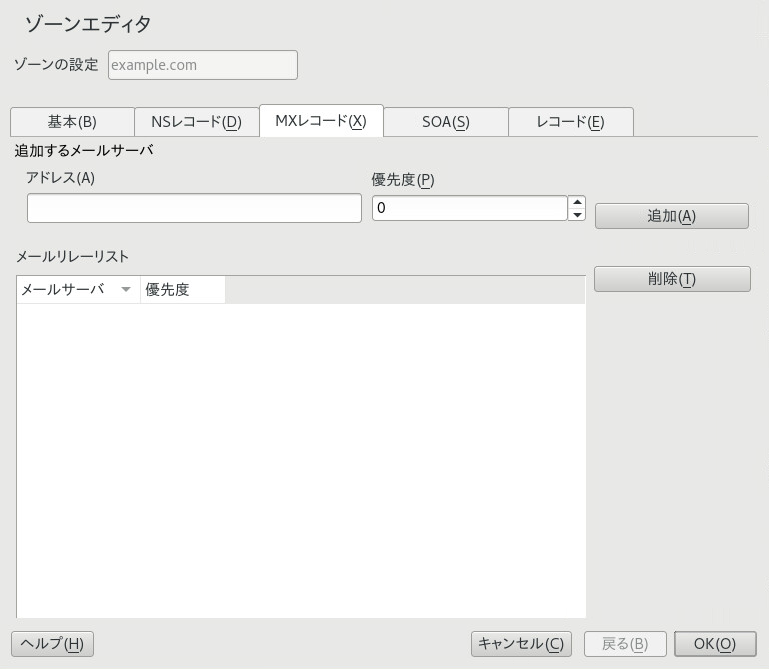 ゾーンエディタ
ゾーンの設定 example.com
基本(B) NSレコード(D) MXレコード(X) SOA(S) レコード(E)
追加するメールサーバ
アドレス(A) 優先度(P)
0 追加(A)
メールリレーリスト
削除(T)
メールサーバ 優先度
ヘルプ(H) キャンセル(C) 戻る(B) OK(O)